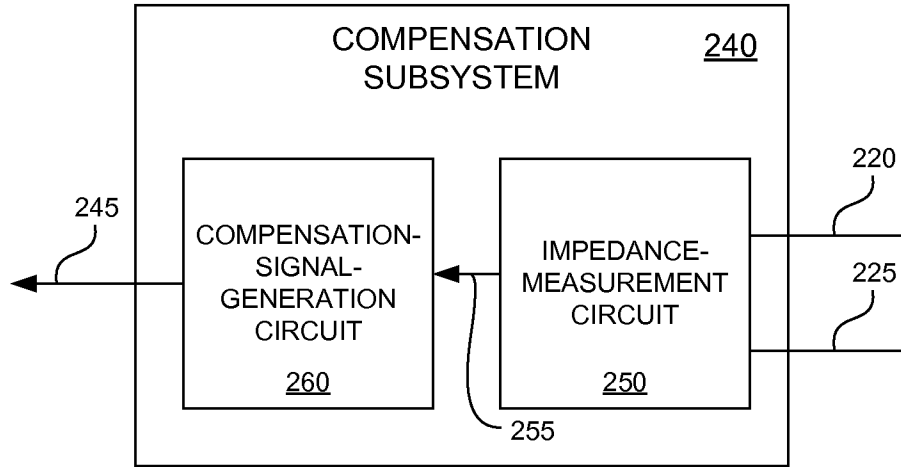 COMPENSATION
SUBSYSTEM
240
220
245
COMPENSATION-
SIGNAL-
GENERATION
CIRCUIT
260
IMPEDANCE-
MEASUREMENT
CIRCUIT
250
225
255